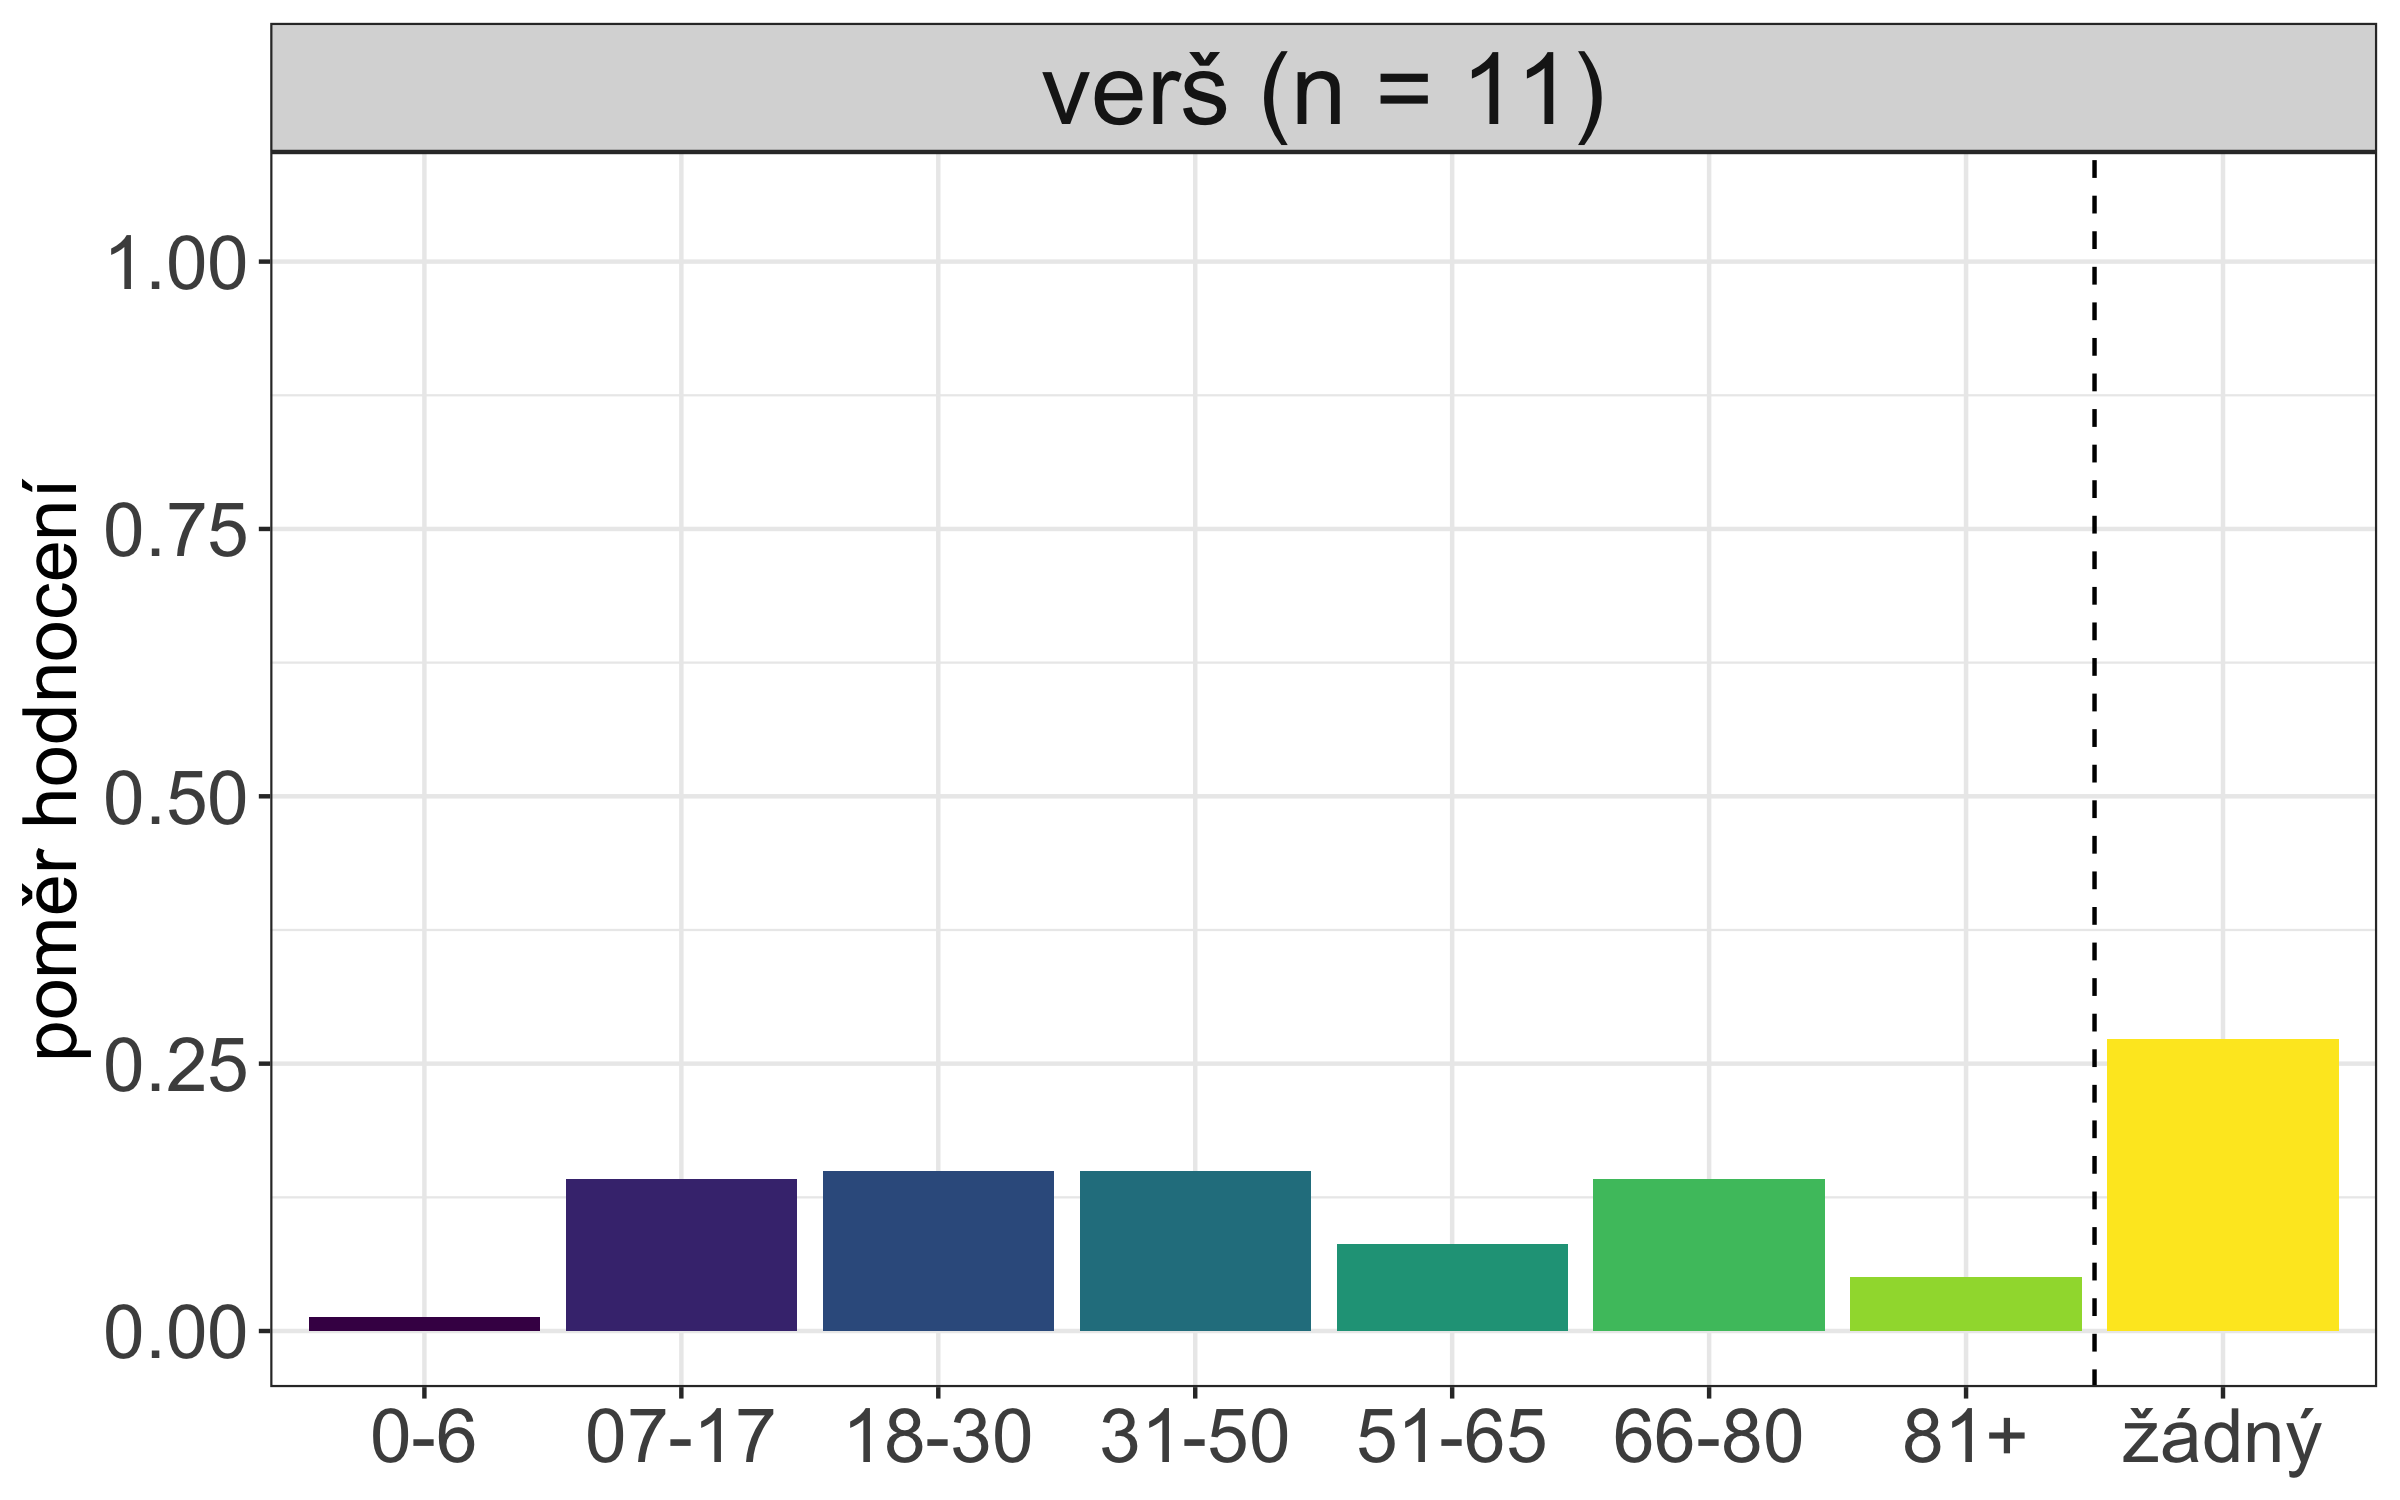 verš (n = 11)
poměr hodnocení
1.00
0.75
0.50
0.25
0.00
0-6 07-17 18-30 31-50 51-65 66-80 81+ žádný